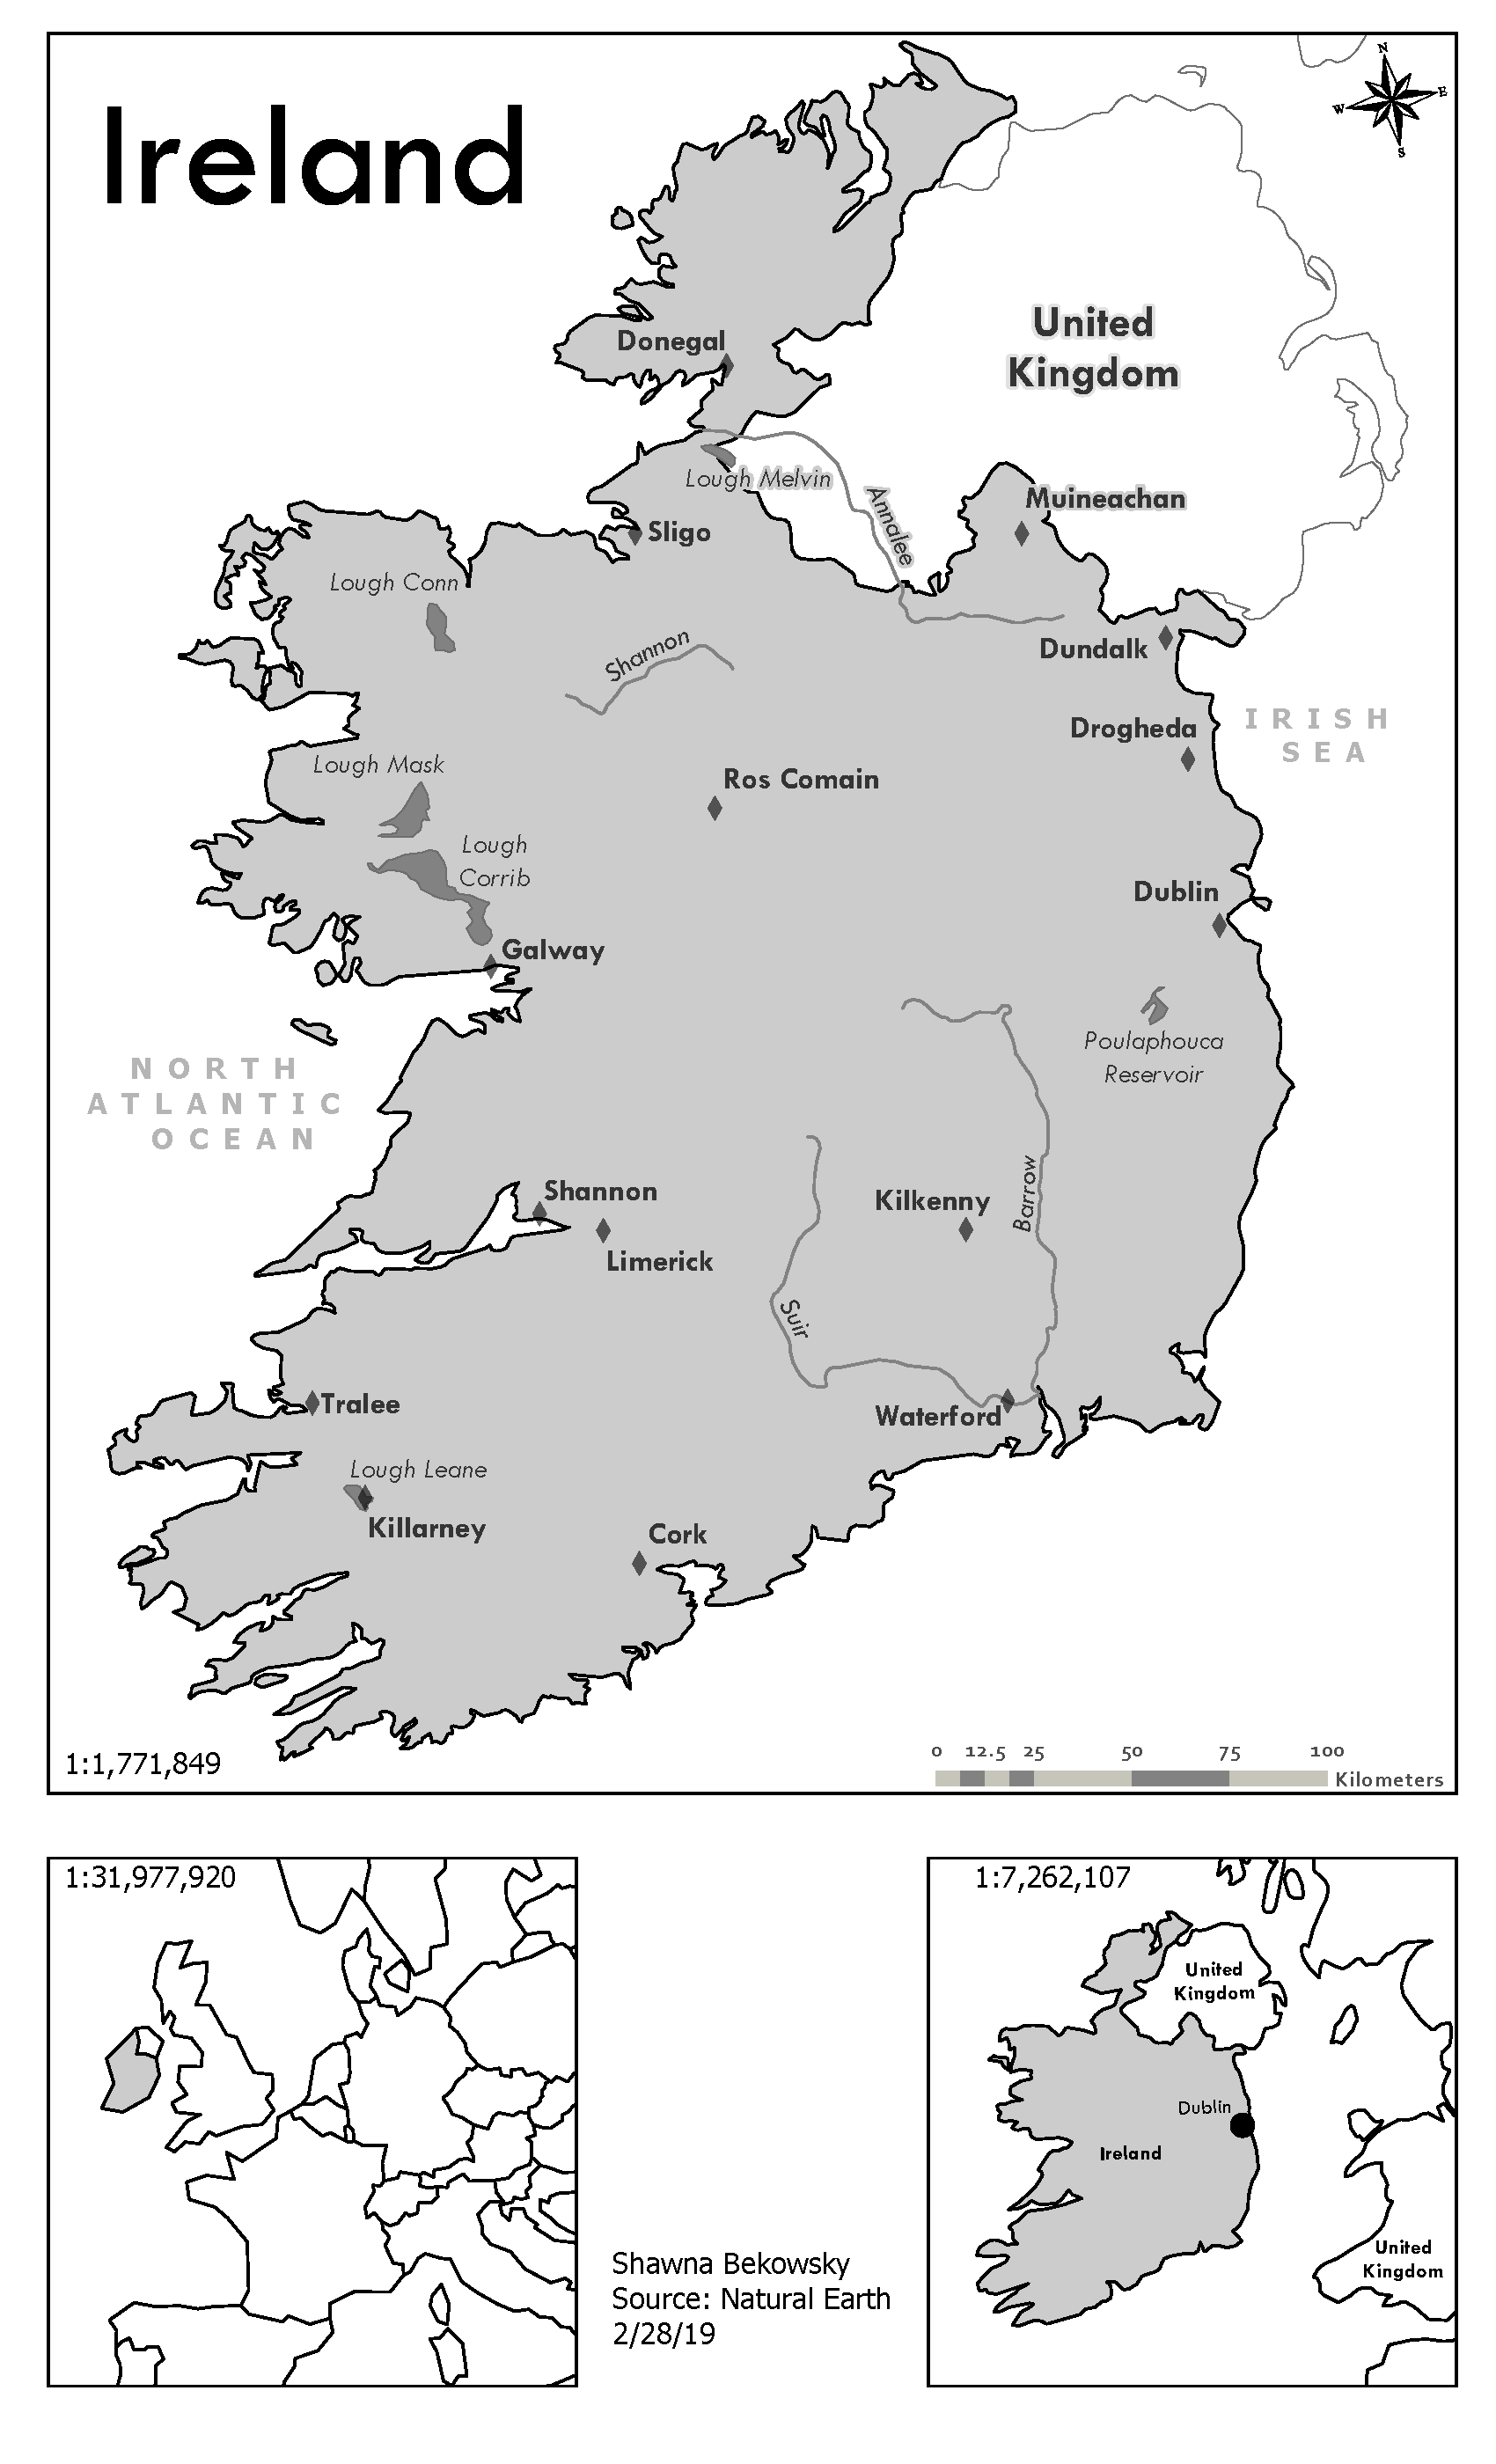 Ireland
N
W
E
S
United
Kingdom
Donegal
Lough Melvin
Annalee
Muineachan
Sligo
Lough Conn
Shannon
Dundalk
IRISH
SEA
Drogheda
Lough Mask
Ros Comain
Lough
Corrib
Dublin
Galway
Poulaphouca
Reservoir
NORTH
ATLANTIC
OCEAN
Shannon
Limerick
Kilkenny
Barrow
Suir
Tralee
Waterford
Lough Leane
Killarney
Cork
1:1,771,849
0 12.5 25 50 75 100
Kilometers
1:31,977,920
Shawna Bekowsky
Source: Natural Earth
2/28/19
1:7,262,107
United
Kingdom
Dublin
Ireland
United
Kingdom